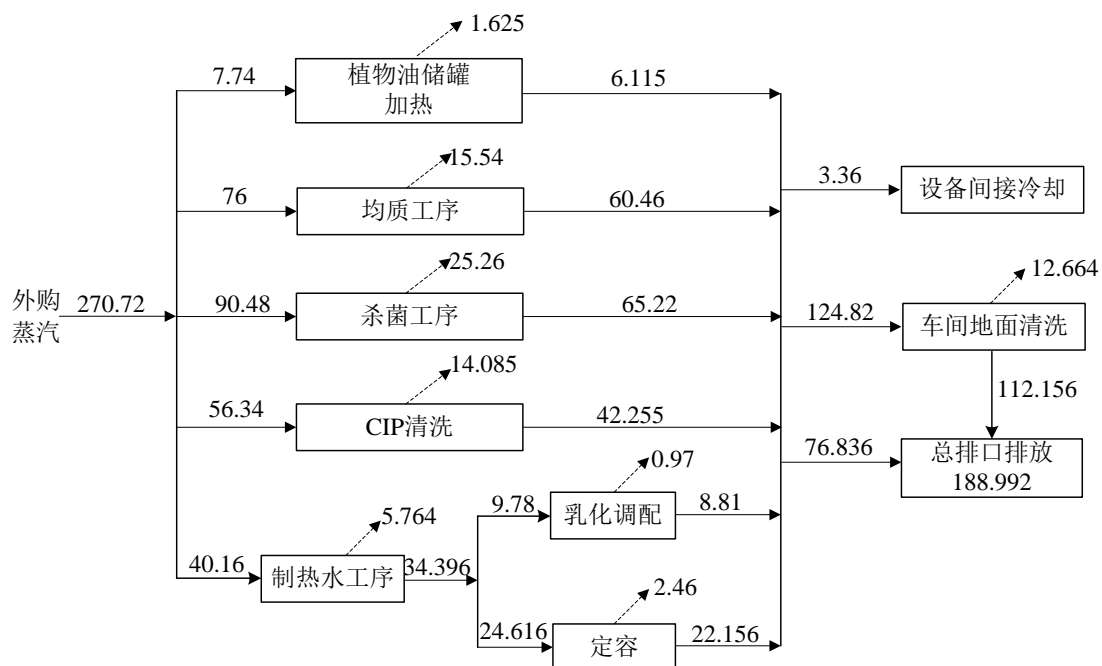 1.625
7.74
植物油储罐
加热
6.115
15.54
76
均质工序
60.46
3.36
设备间接冷却
25.26
12.664
外购
蒸汽
270.72
90.48
杀菌工序
65.22
124.82
车间地面清洗
14.085
112.156
56.34
CIP清洗
42.255
76.836
总排口排放
188.992
0.97
9.78
乳化调配
8.81
5.764
40.16
制热水工序
34.396
2.46
24.616
定容
22.156